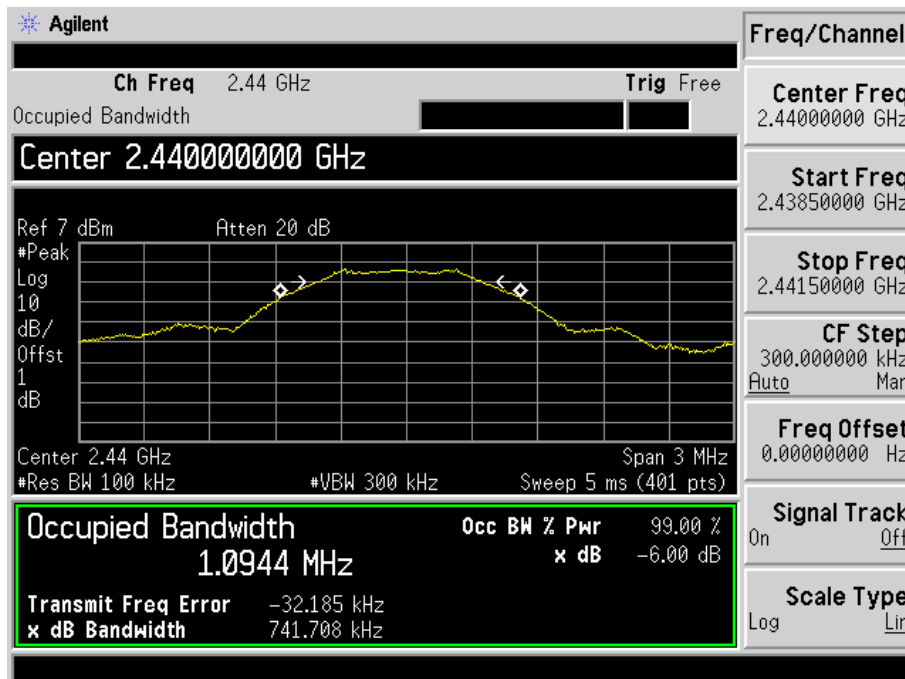 Agilent
Freq/Channel
Ch Freq 2.44 GHz Trig Free
Occupied Bandwidth
Center 2.440000000 GHz
Ref 7 dBm Atten 20 dB
#Peak
Log
10
dB/
Offst
1
dB
Center 2.44 GHz Span 3 MHz
#Res BW 100 kHz #VBW 300 kHz Sweep 5 ms (401 pts)
Occupied Bandwidth
1.0944 MHz
Occ BW % Pwr 99.00 %
x dB -6.00 dB
Transmit Freq Error -32.185 kHz
x dB Bandwidth 741.708 kHz
Center Freq
2.44000000 GHz
Start Freq
2.43850000 GHz
Stop Freq
2.44150000 GHz
CF Step
300.000000 kHz
Auto Man
Freq Offset
0.00000000 Hz
Signal Track
On Off
Scale Type
Log Lin